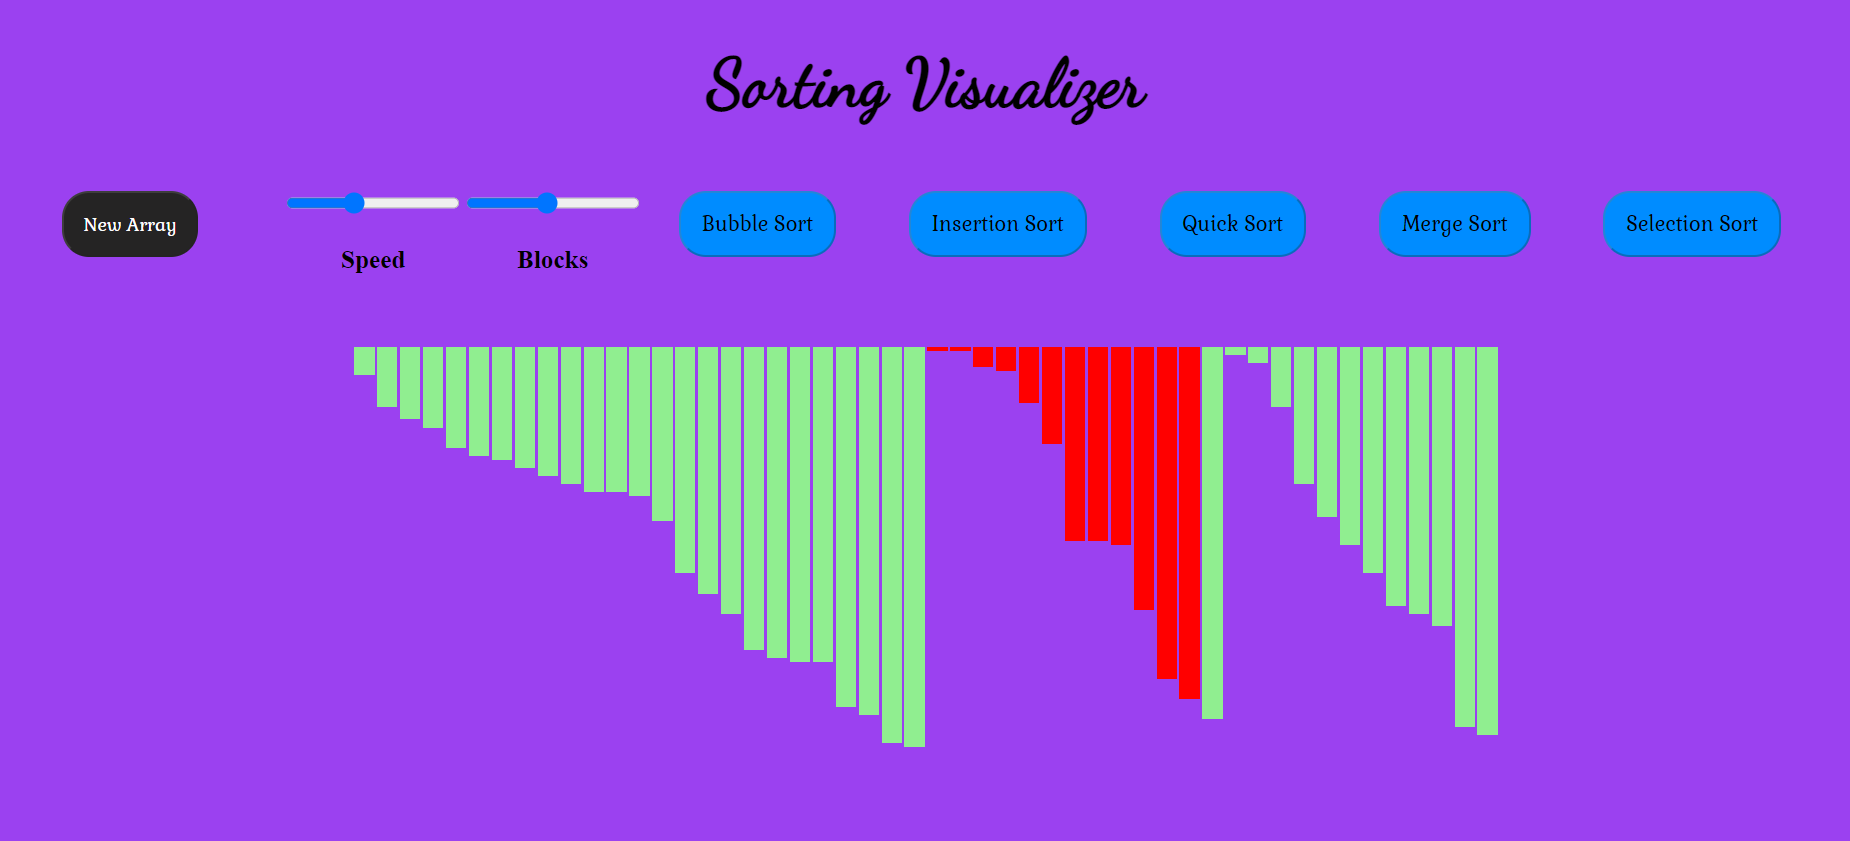 Sorting Visualizer
New Array
Speed
Blocks
Bubble Sort
Insertion Sort
Quick Sort
Merge Sort
Selection Sort